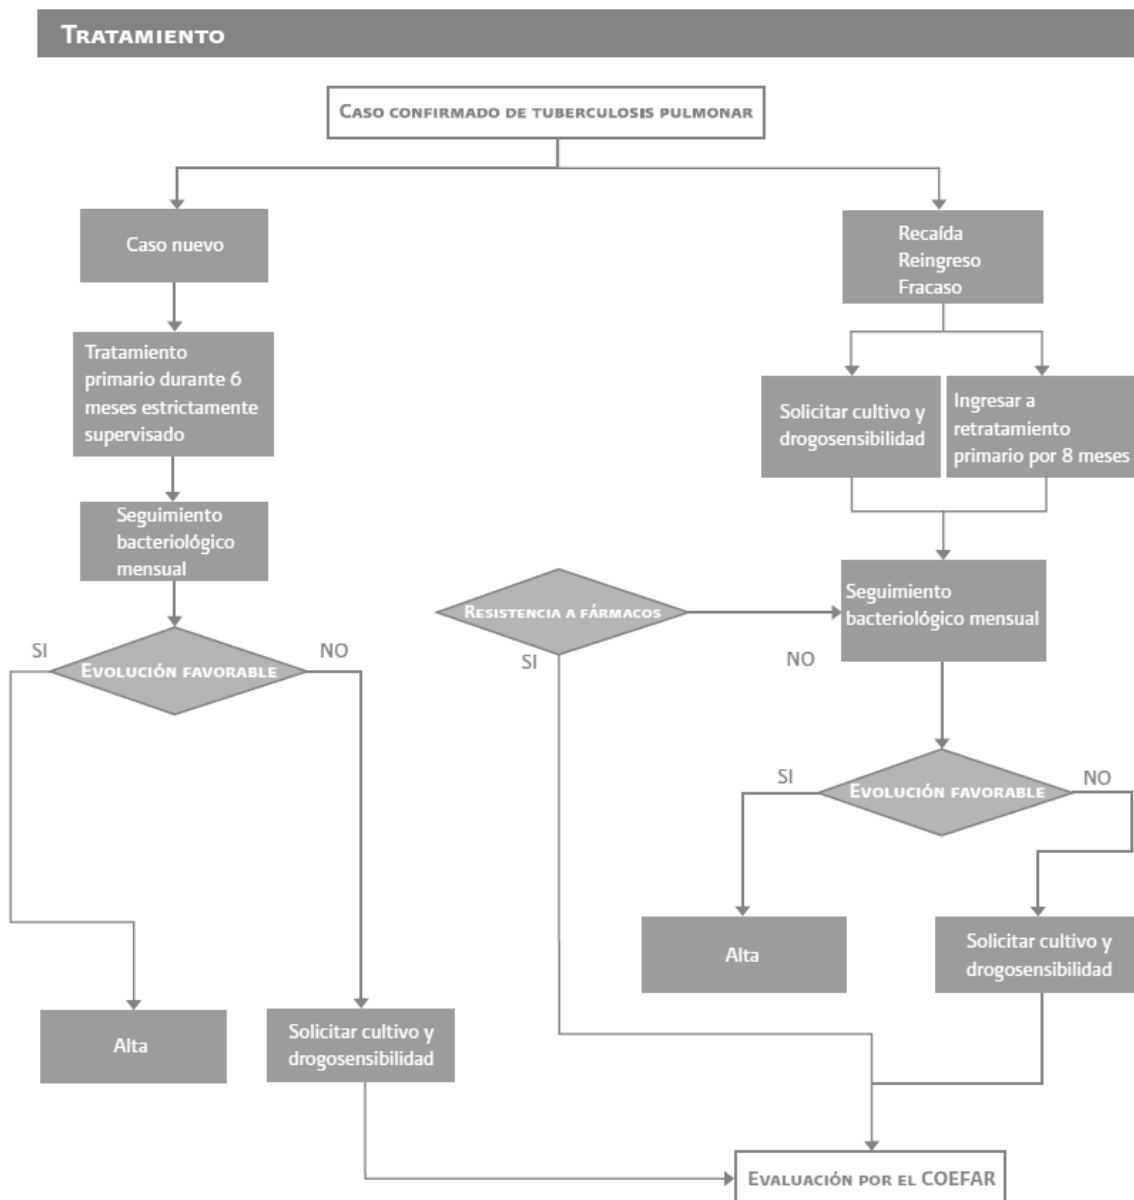 TRATAMIENTO
CASO CONFIRMADO DE TUBERCULOSIS PULMONAR
Caso nuevo
Recaída
Reingreso
Fracaso
Tratamiento
primario durante 6
meses estrictamente
supervisado
Solicitar cultivo y
drogosensibilidad
Ingresar a
retratamiento
primario por 8 meses
Seguimiento
bacteriológico
mensual
RESISTENCIA A FÁRMACOS
Seguimiento
bacteriológico mensual
SI
EVOLUCIÓN FAVORABLE
NO
SI
NO
SI
EVOLUCIÓN FAVORABLE
NO
Alta
Solicitar cultivo y
drogosensibilidad
Alta
Solicitar cultivo y
drogosensibilidad
EVALUACIÓN POR EL COEFAR